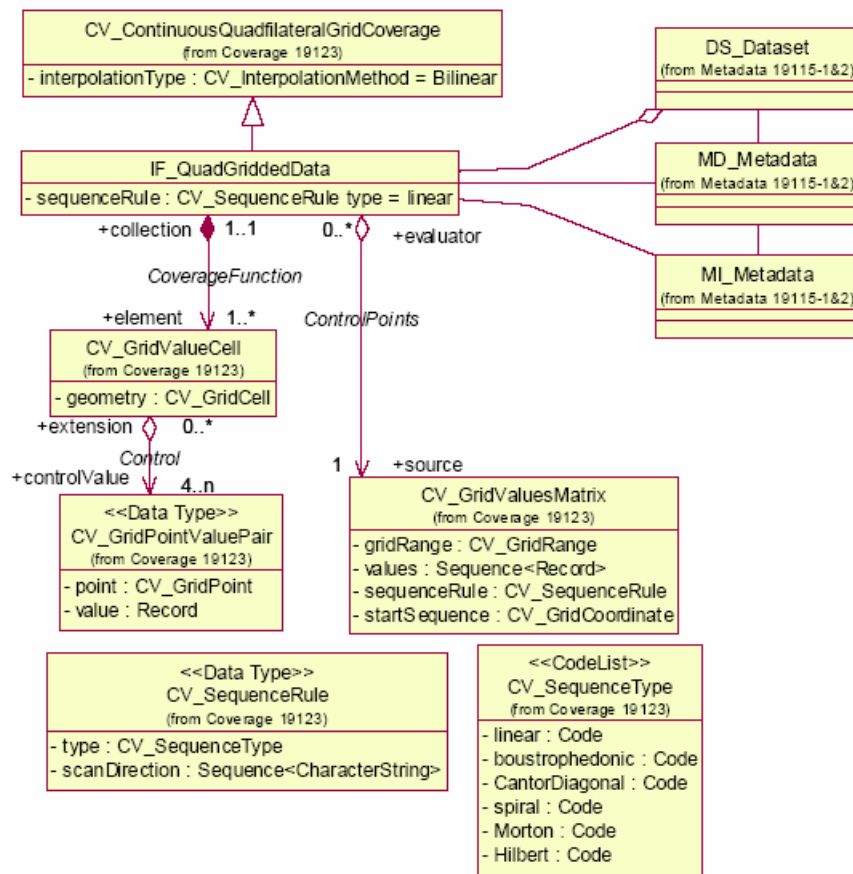 CV_ContinuousQuadfilateralGridCoverage
(from Coverage 19123)
- interpolationType : CV_InterpolationMethod = Bilinear
DS_Dataset
(from Metadata 19115-1&2)
IF_QuadGriddedData
- sequenceRule : CV_SequenceRule type = linear
MD_Metadata
(from Metadata 19115-1&2)
+collection 1..1
0..* +evaluator
CoverageFunction
MI_Metadata
(from Metadata 19115-1&2)
+element 1..*
ControlPoints
CV_GridValueCell
(from Coverage 19123)
- geometry : CV_GridCell
+extension 0..*
Control
+controlValue 4..n
1 +source
<<Data Type>>
CV_GridPointValuePair
(from Coverage 19123)
- point : CV_GridPoint
- value : Record
CV_GridValuesMatrix
(from Coverage 19123)
- gridRange : CV_GridRange
- values : Sequence<Record>
- sequenceRule : CV_SequenceRule
- startSequence : CV_GridCoordinate
<<Data Type>>
CV_SequenceRule
(from Coverage 19123)
- type : CV_SequenceType
- scanDirection : Sequence<CharacterString>
<<CodeList>>
CV_SequenceType
(from Coverage 19123)
- linear : Code
- boustrophedonic : Code
- CantorDiagonal : Code
- spiral : Code
- Morton : Code
- Hilbert : Code